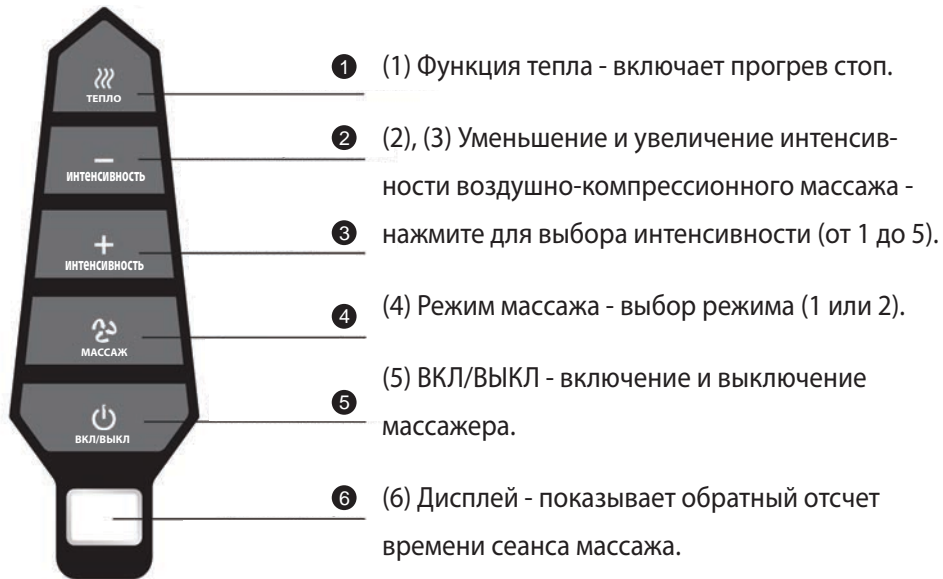 ТЕПЛО
ИНТЕНСИВНОСТЬ
ИНТЕНСИВНОСТЬ
МАССАЖ
ВКЛ/ВЫКЛ
1 (1) Функция тепла - включает прогрев стоп.
2 (2), (3) Уменьшение и увеличение интенсив-
ности воздушно-компрессионного массажа -
3 нажмите для выбора интенсивности (от 1 до 5).
4 (4) Режим массажа - выбор режима (1 или 2).
(5) ВКЛ/ВЫКЛ - включение и выключение
5 массажера.
6 (6) Дисплей - показывает обратный отсчет
времени сеанса массажа.